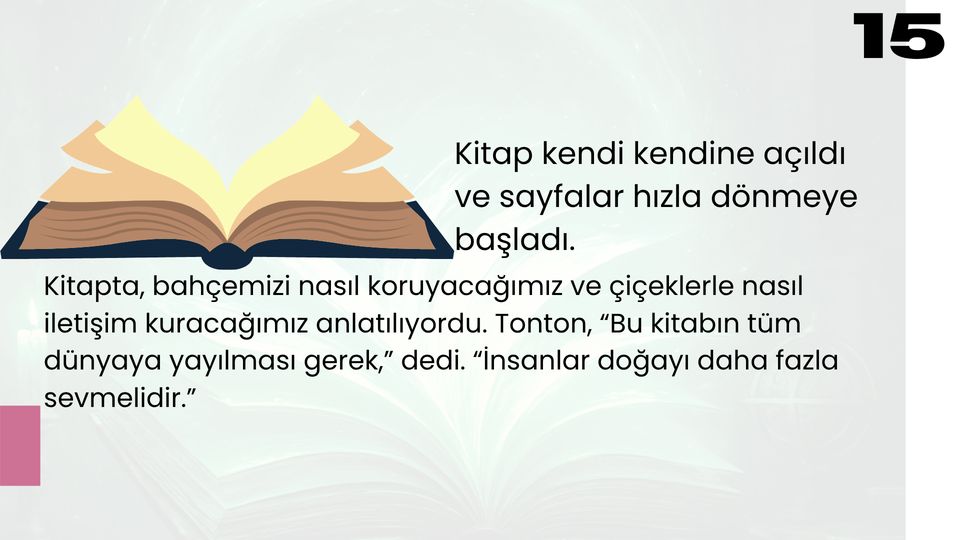 15
Kitap kendi kendine açıldı
ve sayfalar hızla dönmeye
başladı.
Kitapta, bahçemizi nasıl koruyacağımız ve çiçeklerle nasıl
iletişim kuracağımız anlatılıyordu. Tonton, “Bu kitabın tüm
dünyaya yayılması gerek,” dedi. “İnsanlar doğayı daha fazla
sevmelidir.”